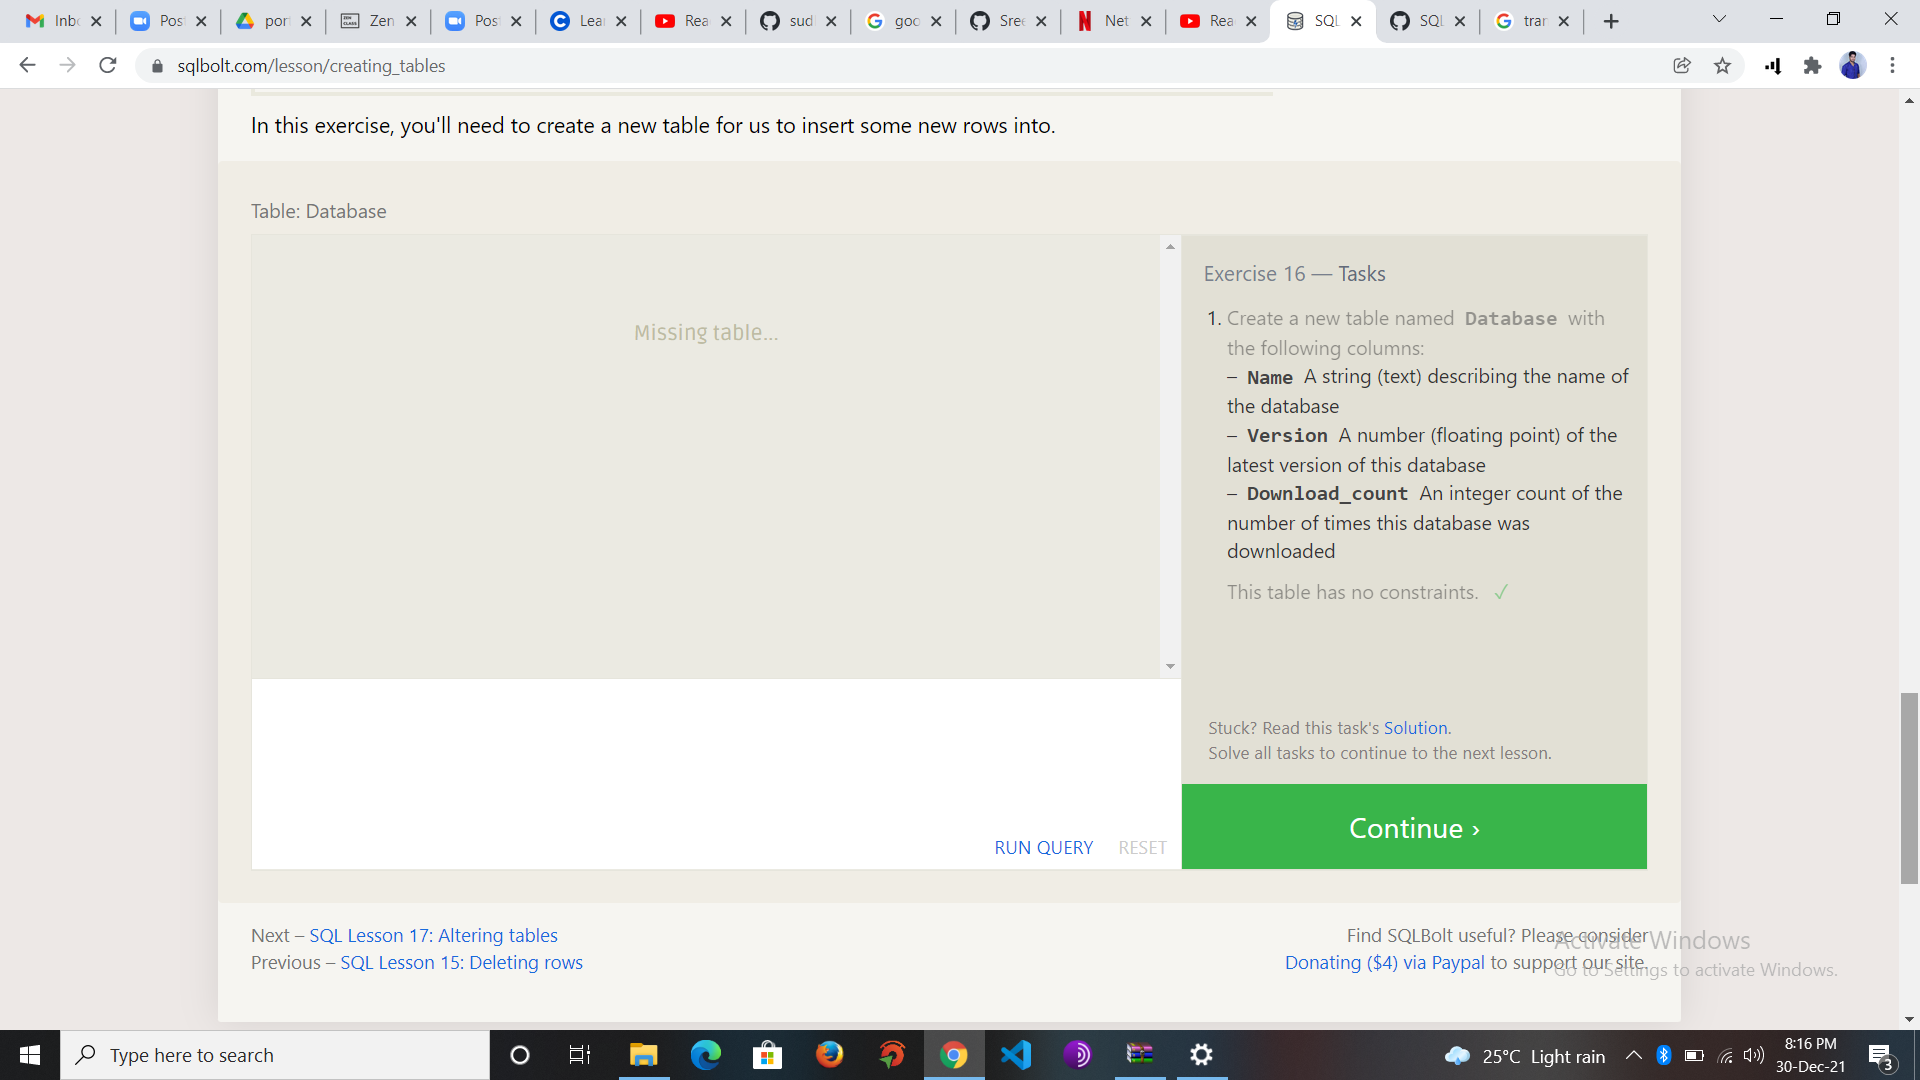 Inb
Pos
port
Zen
Pos
Lear
Rea
sudl
goo
Sree
Net
Rea
SQL
SQL
tran
sqlbolt.com/lesson/creating_tables
In this exercise, you'll need to create a new table for us to insert some new rows into.
Table: Database
Missing table...
Exercise 16 — Tasks
1. Create a new table named Database with
the following columns:
– Name A string (text) describing the name of
the database
– Version A number (floating point) of the
latest version of this database
– Download_count An integer count of the
number of times this database was
downloaded
This table has no constraints. ✓
Stuck? Read this task's Solution.
Solve all tasks to continue to the next lesson.
RUN QUERY RESET
Continue ›
Next – SQL Lesson 17: Altering tables
Previous – SQL Lesson 15: Deleting rows
Find SQLBolt useful? Please consider
Donating ($4) via Paypal to support our site.
Activate Windows
Go to Settings to activate Windows.
Type here to search
25°C Light rain
8:16 PM
30-Dec-21
3